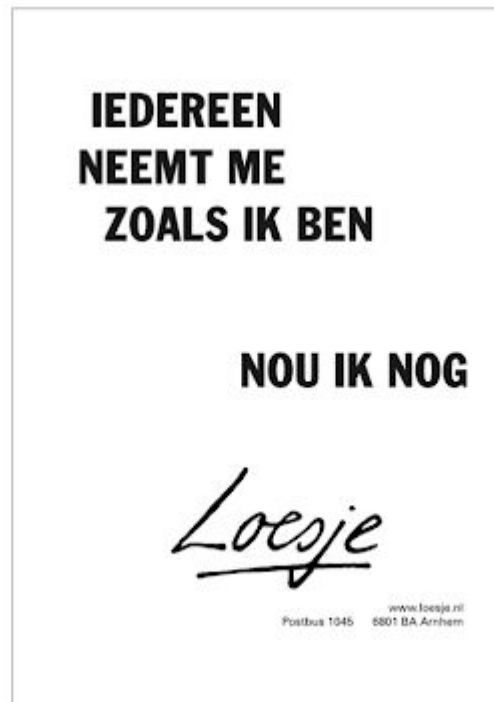 IEDEREEN
NEEMT ME
ZOALS IK BEN
NOU IK NOG
Loesje
www.loesje.nl
Postbus 1045 6801 BA Arnhem